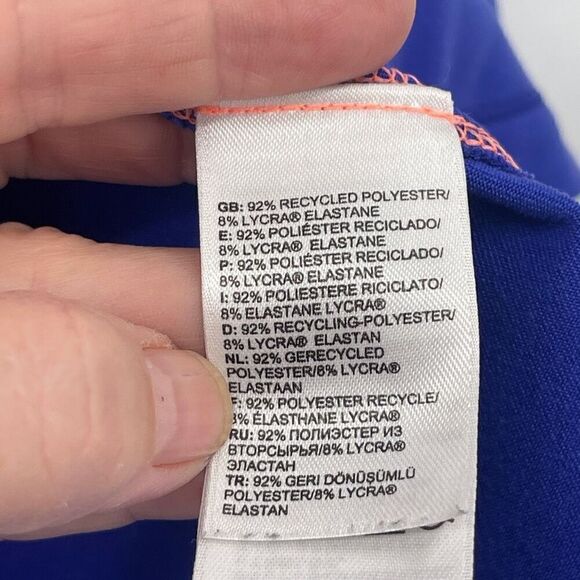 GB: 92% RECYCLED POLYESTER/
8% LYCRA® ELASTANE
E: 92% POLIÉSTER RECICLADO/
8% LYCRA® ELASTANE
P: 92% POLIÉSTER RECICLADO/
8% LYCRA® ELASTANE
I: 92% POLIESTERE RICICLATO/
8% ELASTANE LYCRA®
D: 92% RECYCLING-POLYESTER/
8% LYCRA® ELASTAN
NL: 92% GERECYCLED
POLYESTER/8% LYCRA®
ELASTAAN
F: 92% POLYESTER RECYCLE/
8% ÉLASTHANE LYCRA®
RU: 92% ПОЛИЭСТЕР ИЗ
ВТОРСЫРЬЯ/8% LYCRA®
ЭЛАСТАН
TR: 92% GERI DÖNÜŞÜMLÜ
POLYESTER/8% LYCRA®
ELASTAN